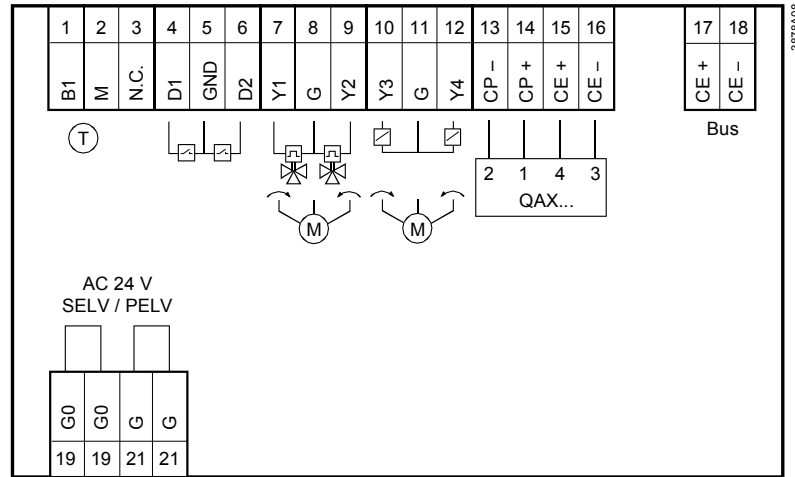 1 2 3 4 5 6 7 8 9 10 11 12 13 14 15 16 17 18
B1 M N.C. D1 GND D2 Y1 G Y2 Y3 G Y4 CP – CP + CE + CE – CE + CE –
T
Bus
2 1 4 3
QAX...
M M
AC 24 V
SELV / PELV
G0 G0 G G
19 19 21 21